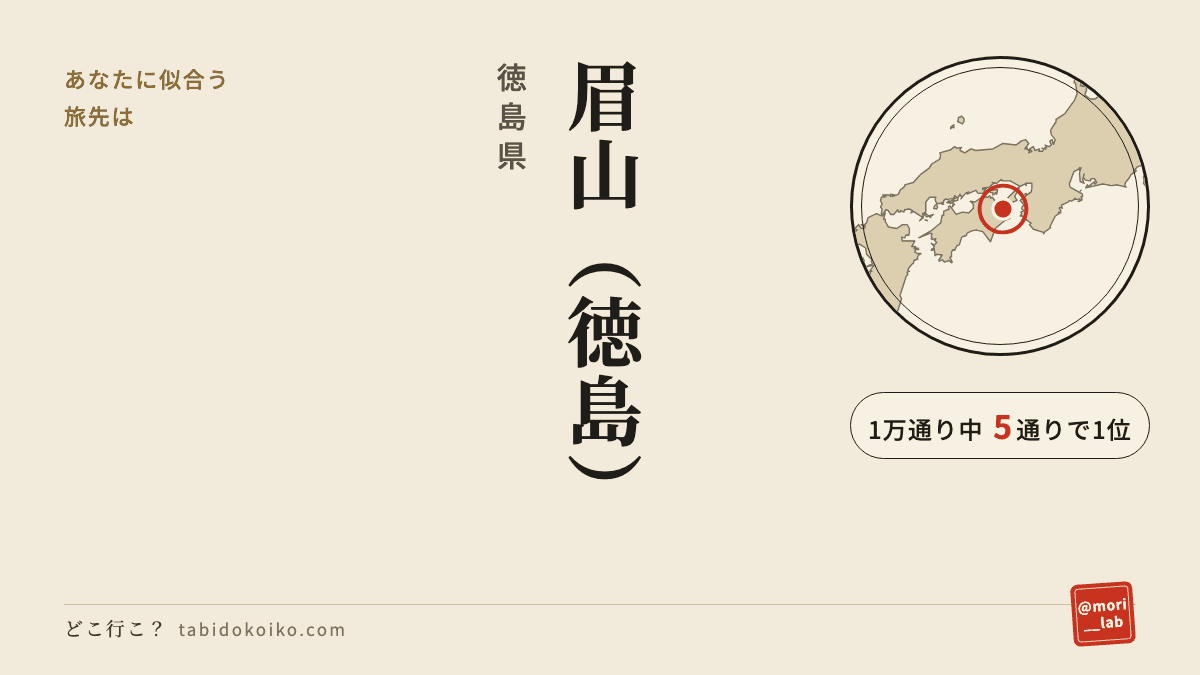 あなたに似合う
旅先は
眉山（徳島）
徳島県
1万通り中 5通りで1位
どこ行こ？ tabidokoiko.com
@mori
__lab